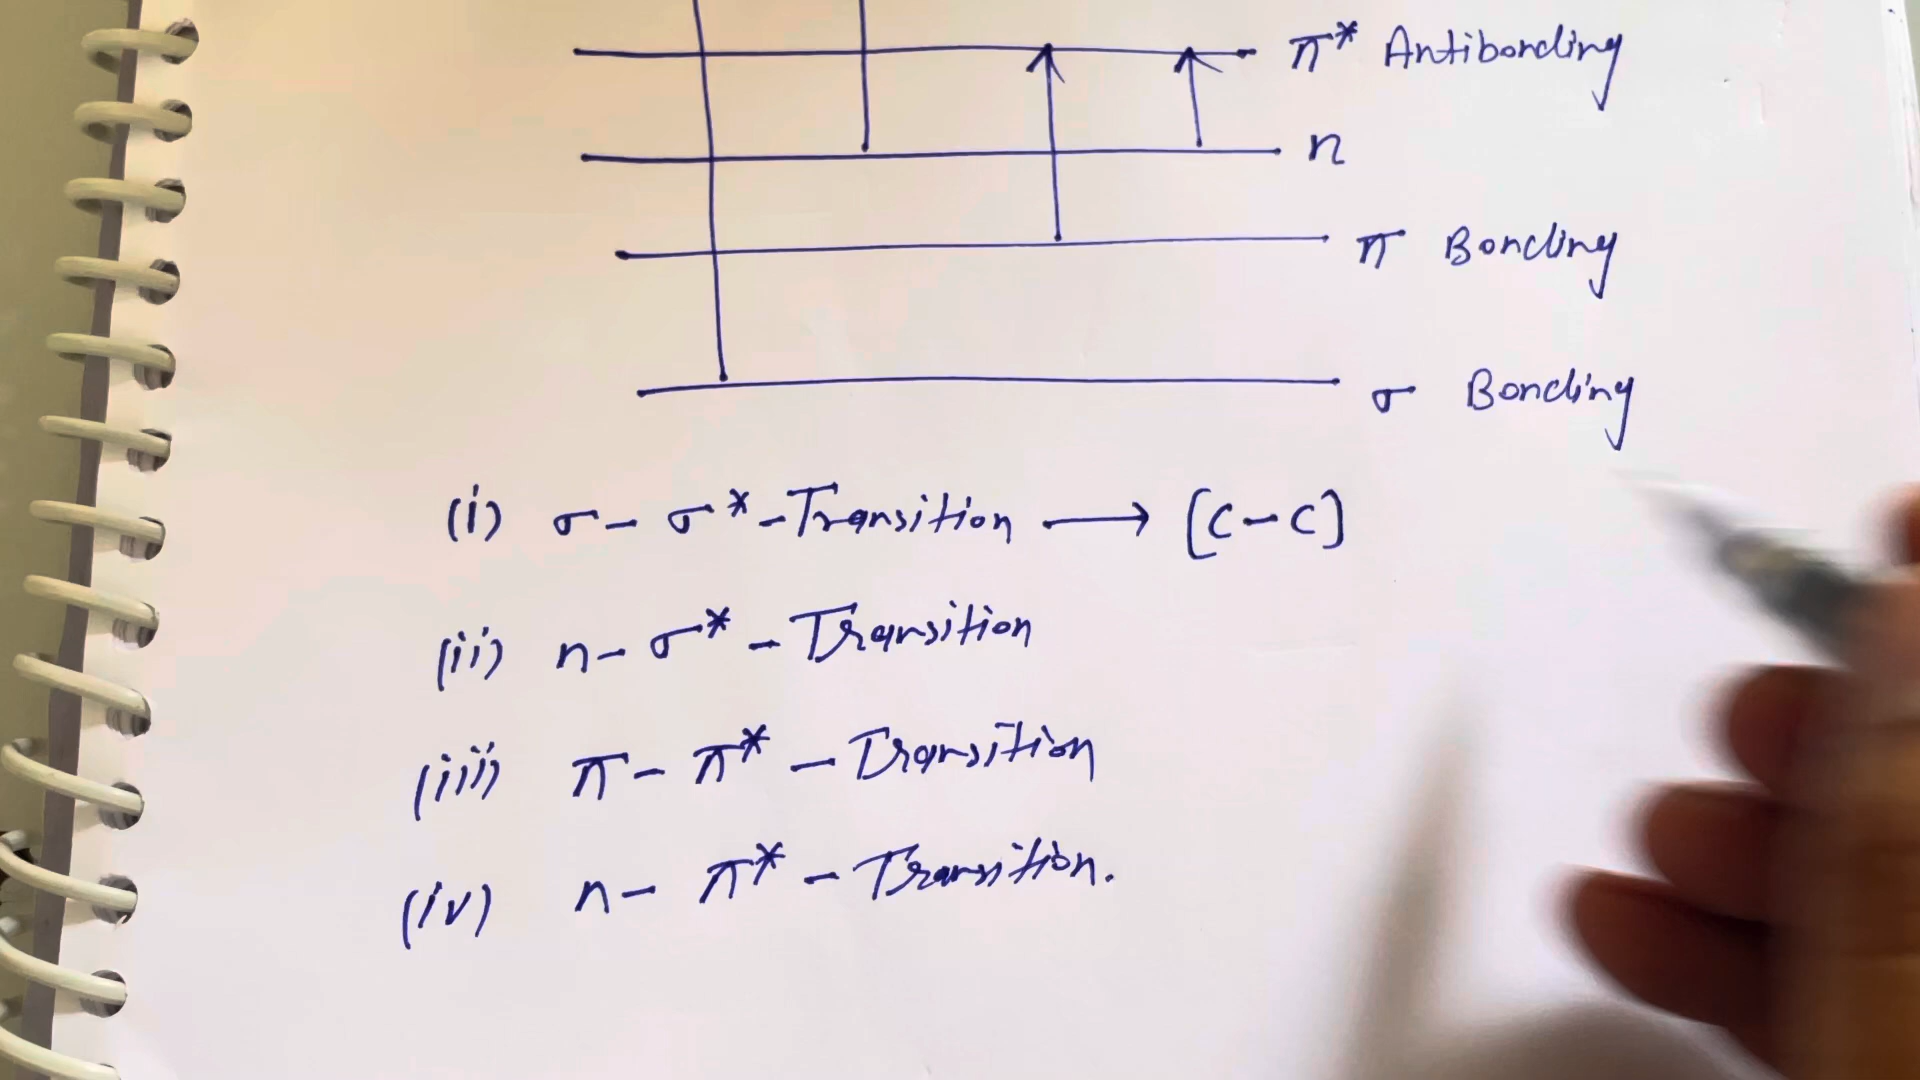 π* Antibonding
n
π Bonding
σ Bonding
(i) σ - σ* - Transition → [C-C]
(ii) n - σ* - Transition
(iii) π - π* - Transition
(iv) n - π* - Transition.